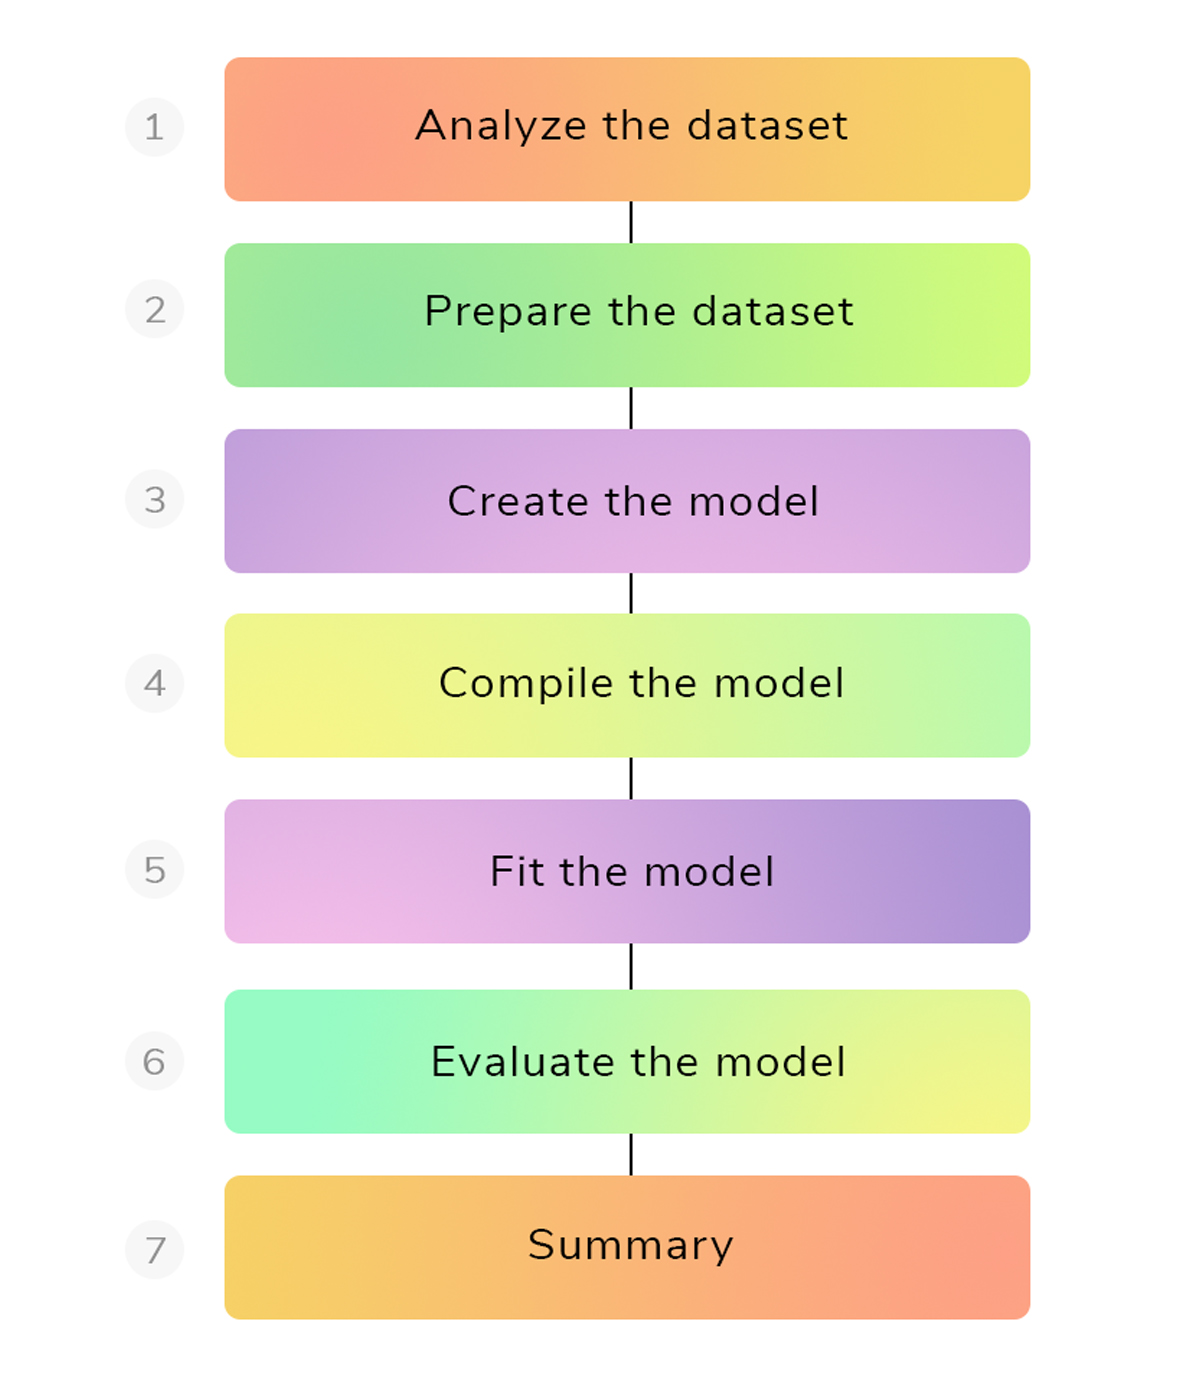 1 Analyze the dataset
2 Prepare the dataset
3 Create the model
4 Compile the model
5 Fit the model
6 Evaluate the model
7 Summary